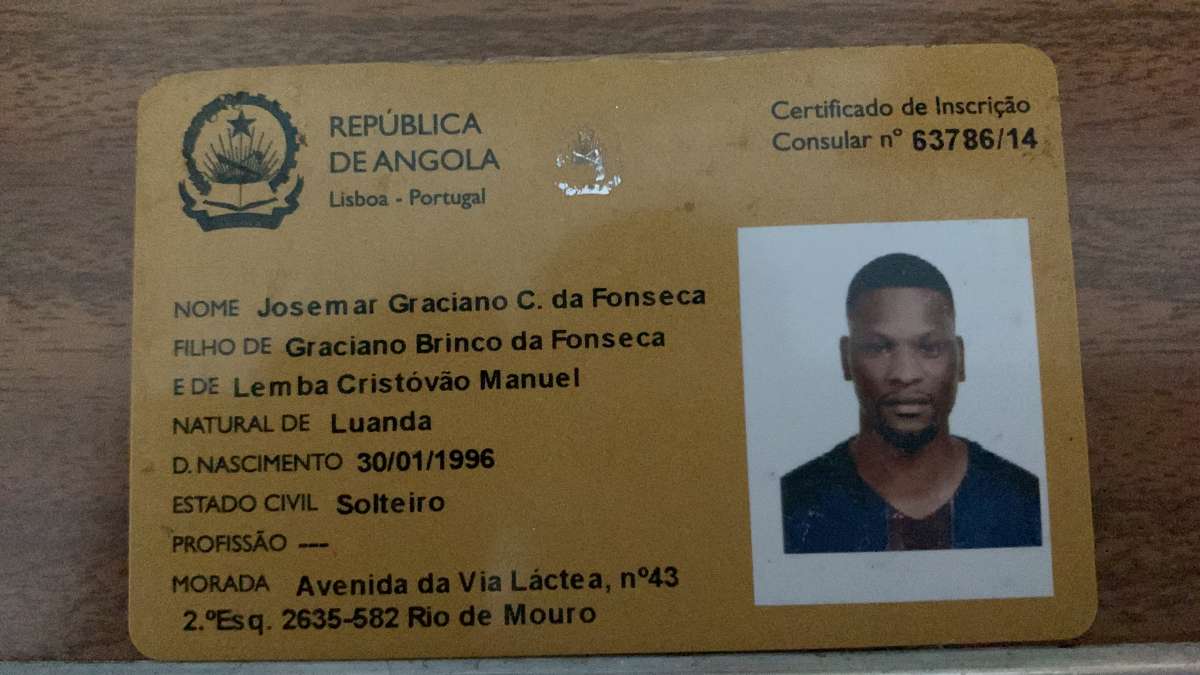 REPÚBLICA
DE ANGOLA
Lisboa - Portugal
Certificado de Inscrição
Consular nº 63786/14
NOME Josemar Graciano C. da Fonseca
FILHO DE Graciano Brinco da Fonseca
E DE Lemba Cristóvão Manuel
NATURAL DE Luanda
D. NASCIMENTO 30/01/1996
ESTADO CIVIL Solteiro
PROFISSÃO ---
MORADA Avenida da Via Láctea, nº43
2.ºEsq. 2635-582 Rio de Mouro